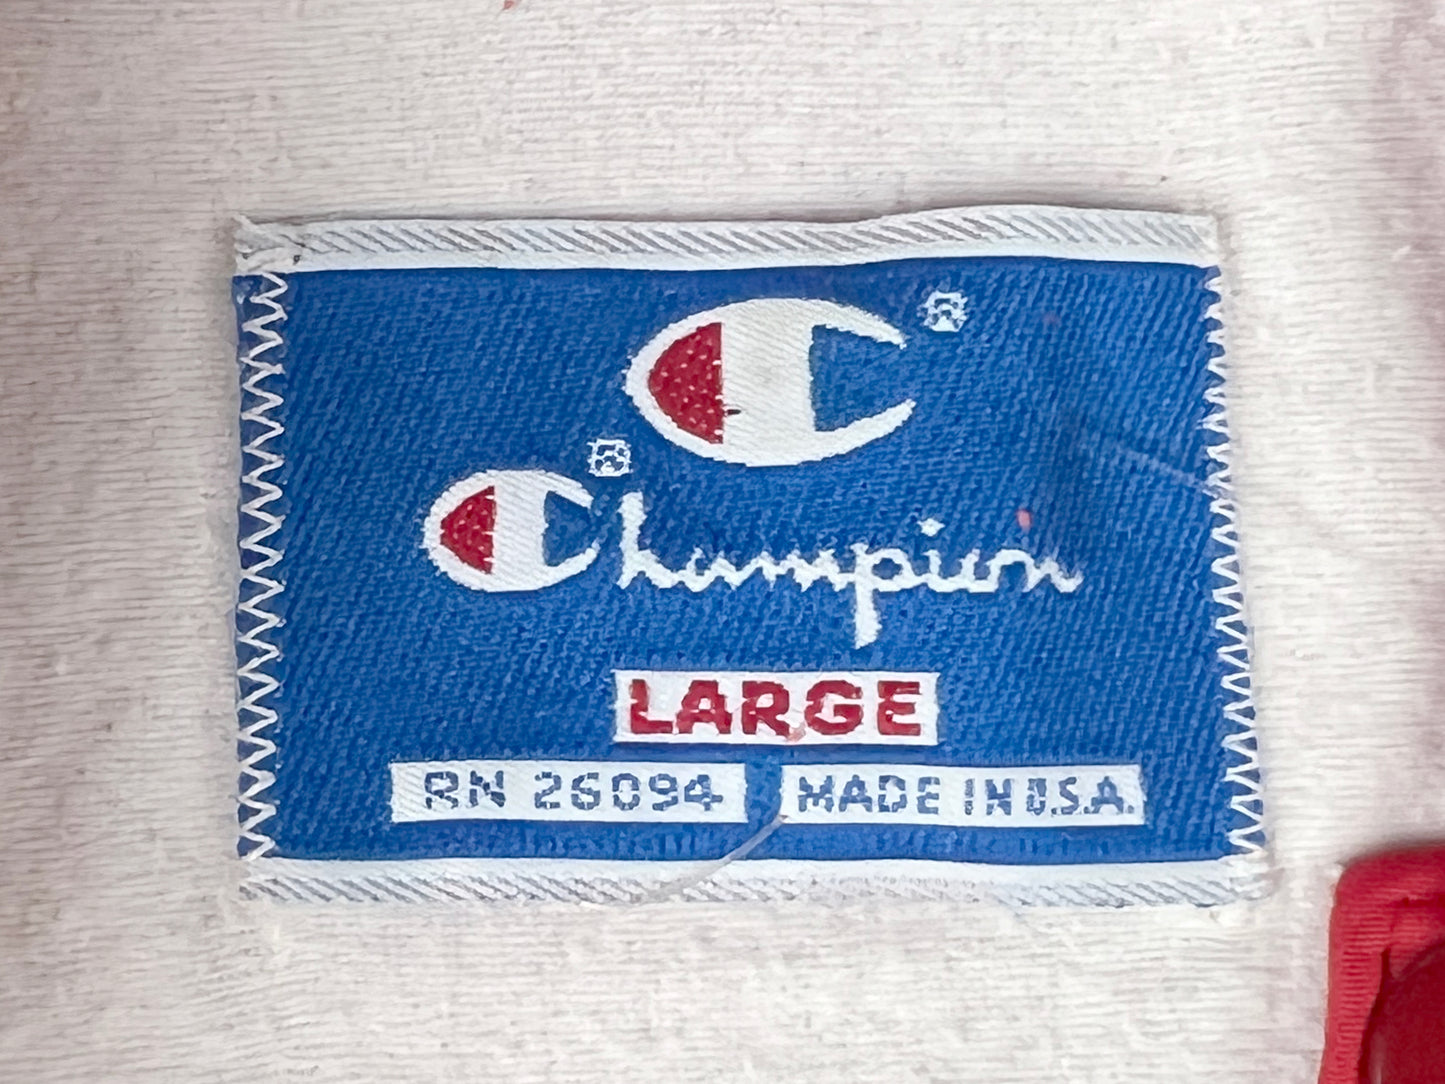 C ®
Champion ®
LARGE
RN 26094 MADE IN U.S.A.